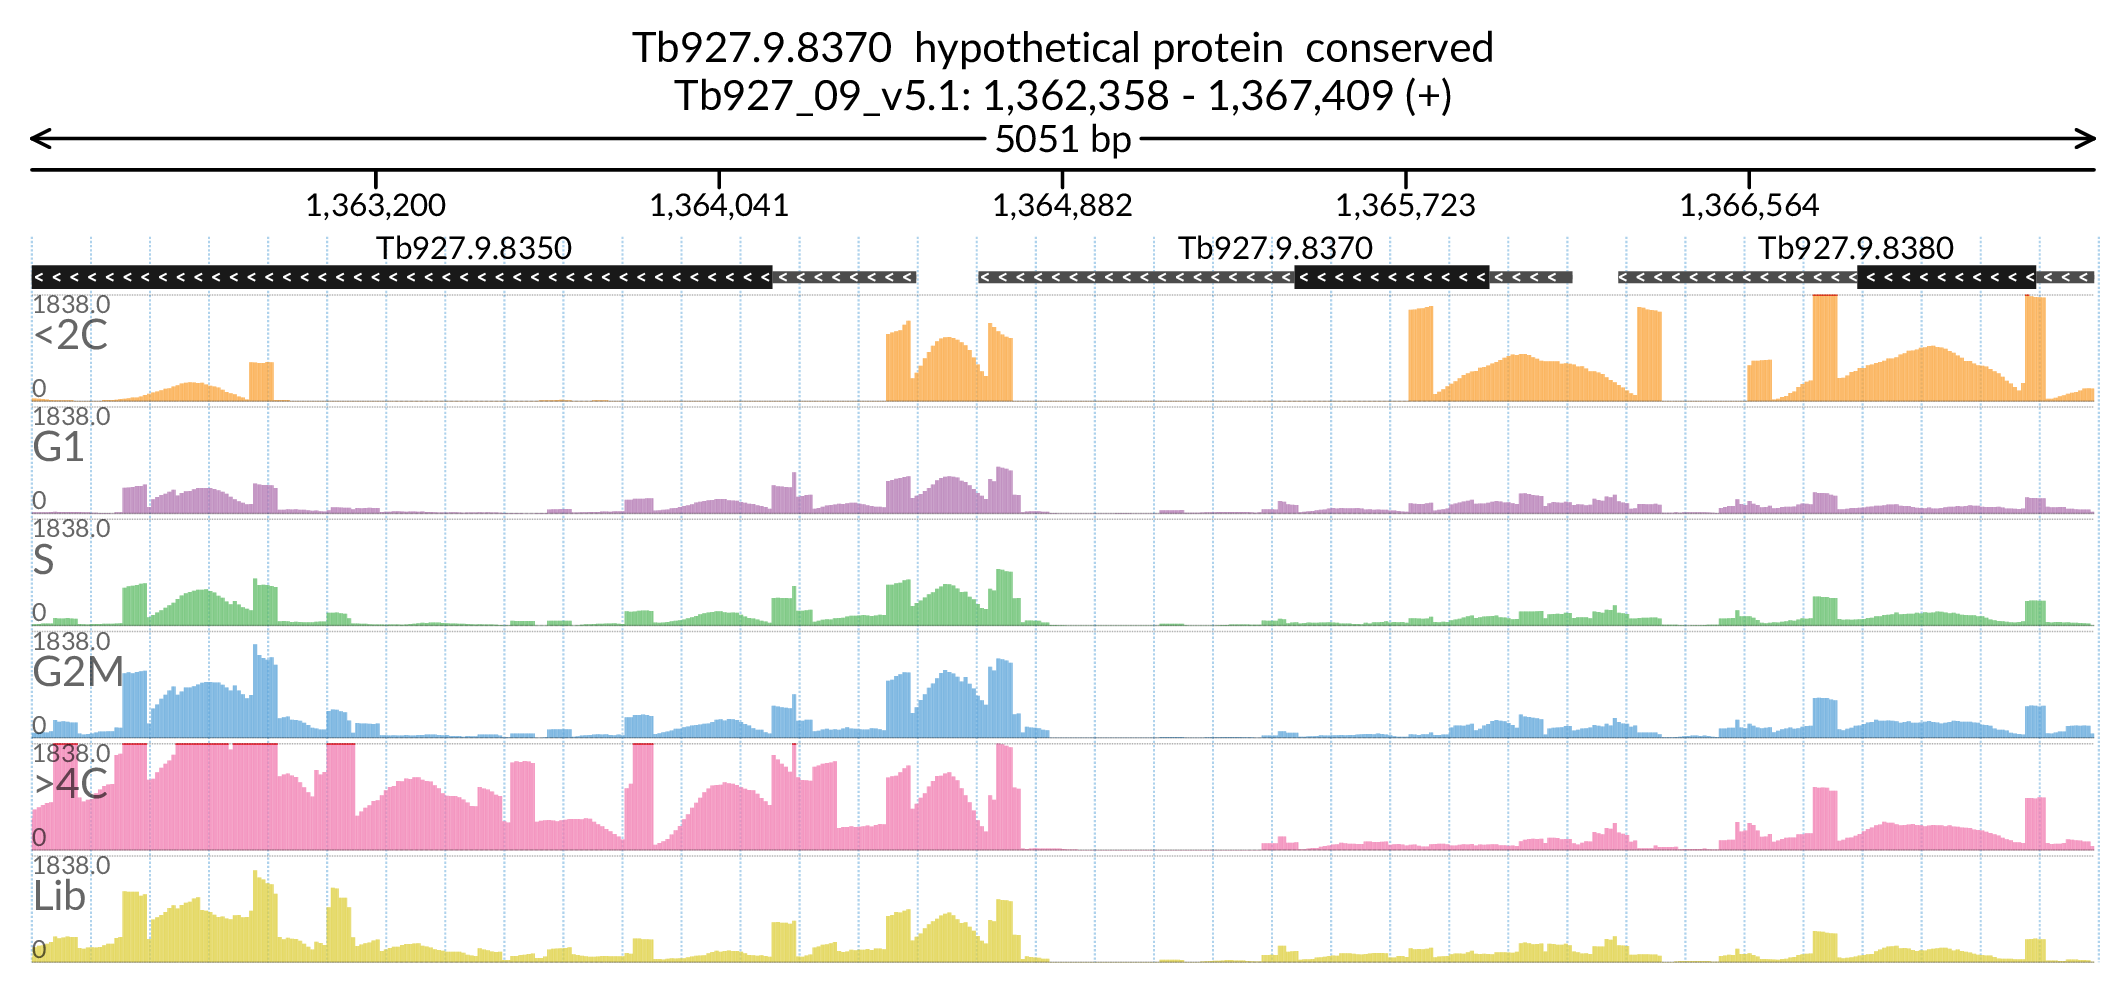 Tb927.9.8370  hypothetical protein  conserved
Tb927_09_v5.1: 1,362,358 - 1,367,409 (+)
5051 bp
1,363,200 1,364,041 1,364,882 1,365,723 1,366,564
Tb927.9.8350 Tb927.9.8370 Tb927.9.8380
1838.0
<2C
0
1838.0
G1
0
1838.0
S
0
1838.0
G2M
0
1838.0
>4C
0
1838.0
Lib
0